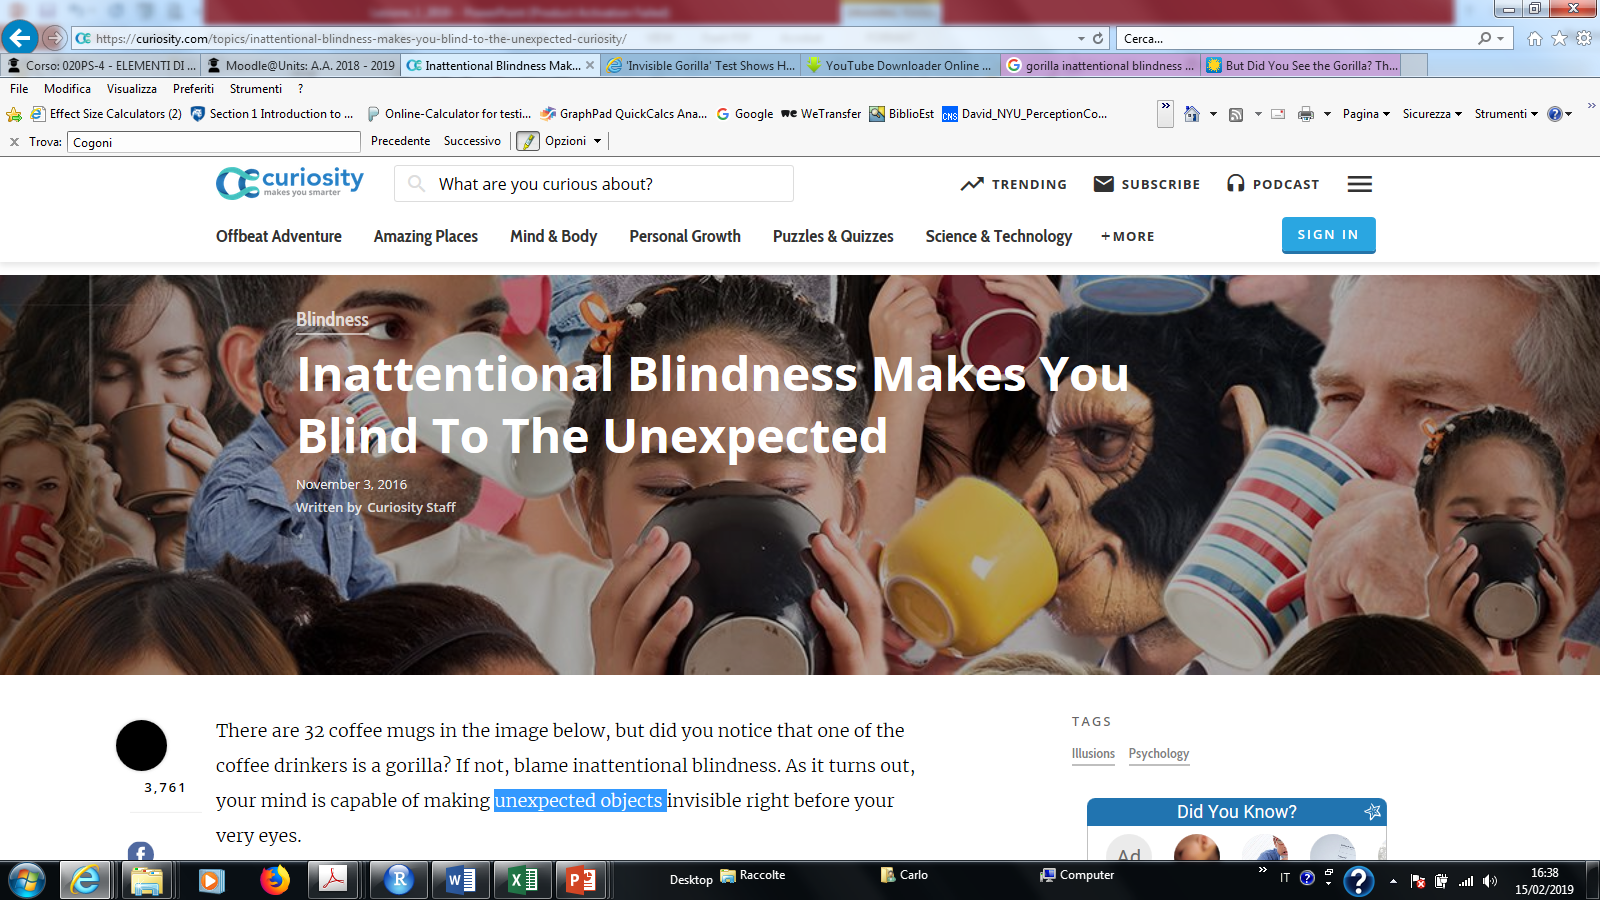 Lezione_1_2019 - PowerPoint (Product Activation Failed)
https://curiosity.com/topics/inattentional-blindness-makes-you-blind-to-the-unexpected-curiosity/
Cerca...
Corso: 020PS-4 - ELEMENTI DI ...
Moodle@Units: A.A. 2018 - 2019
Inattentional Blindness Mak...
'Invisible Gorilla' Test Shows H...
YouTube Downloader Online ...
gorilla inattentional blindness ...
But Did You See the Gorilla? Th...
File Modifica Visualizza Preferiti Strumenti ?
Effect Size Calculators (2) Section 1 Introduction to ... Online-Calculator for testi... GraphPad QuickCalcs Ana... Google WeTransfer BiblioEst CNS David_NYU_PerceptionCo... » Pagina Sicurezza Strumenti »
x Trova: Cogoni Precedente Successivo Opzioni
curiosity
makes you smarter
What are you curious about?
TRENDING SUBSCRIBE PODCAST
Offbeat Adventure Amazing Places Mind & Body Personal Growth Puzzles & Quizzes Science & Technology +MORE
SIGN IN
Blindness
Inattentional Blindness Makes You
Blind To The Unexpected
November 3, 2016
Written by Curiosity Staff
There are 32 coffee mugs in the image below, but did you notice that one of the
coffee drinkers is a gorilla? If not, blame inattentional blindness. As it turns out,
your mind is capable of making unexpected objects invisible right before your
very eyes.
3,761
TAGS
Illusions Psychology
Did You Know?
Ad
Desktop Raccolte Carlo Computer » IT
16:38
15/02/2019